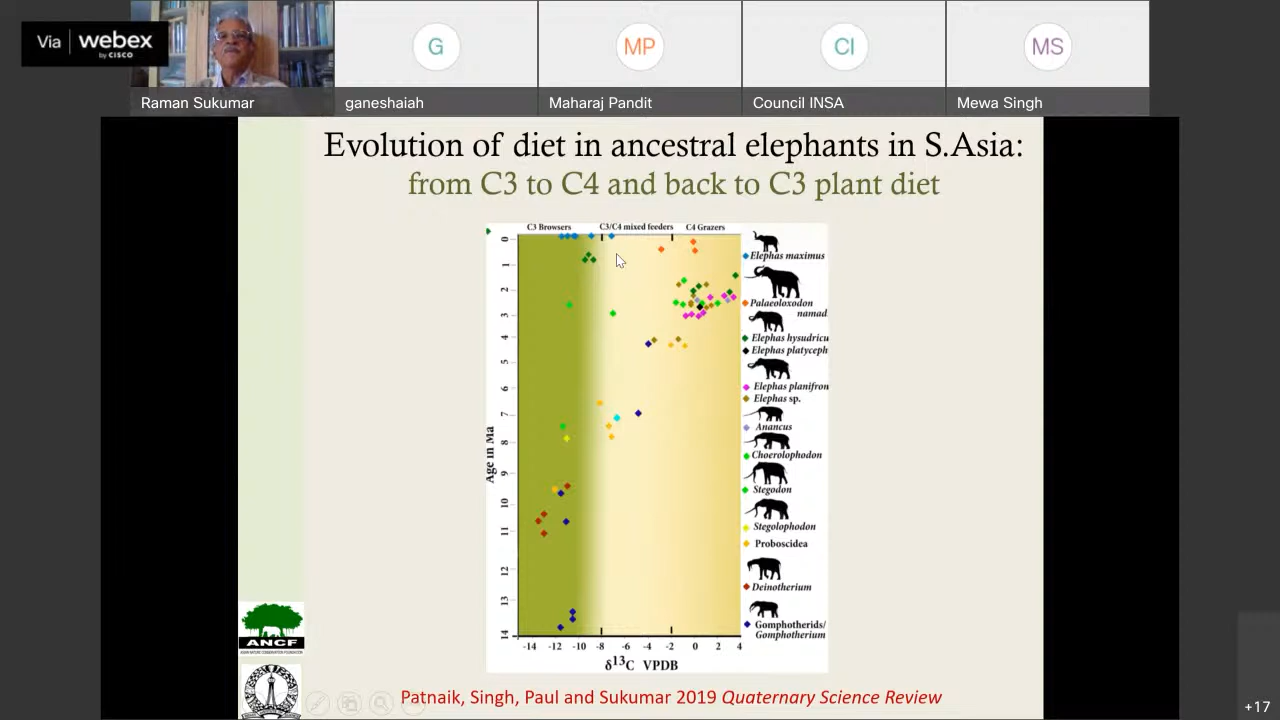 Via webex
by CISCO
G
MP
CI
MS
Raman Sukumar
ganeshaiah
Maharaj Pandit
Council INSA
Mewa Singh
Evolution of diet in ancestral elephants in S.Asia:
from C3 to C4 and back to C3 plant diet
C3 Browsers
C3/C4 mixed feeders
C4 Grazers
0
1
2
3
4
5
6
7
8
9
10
11
12
13
14
Age in Ma
-14 -12 -10 -8 -6 -4 -2 0 2 4
δ13C VPDB
Elephas maximus
Palaeoloxodon
namad
Elephas hysudricu
Elephas platyceph
Elephas planifron
Elephas sp.
Anancus
Choerolophodon
Stegodon
Stegolophodon
Proboscidea
Deinotherium
Gomphotherids/
Gomphotherium
ANCF
Patnaik, Singh, Paul and Sukumar 2019 Quaternary Science Review
+17